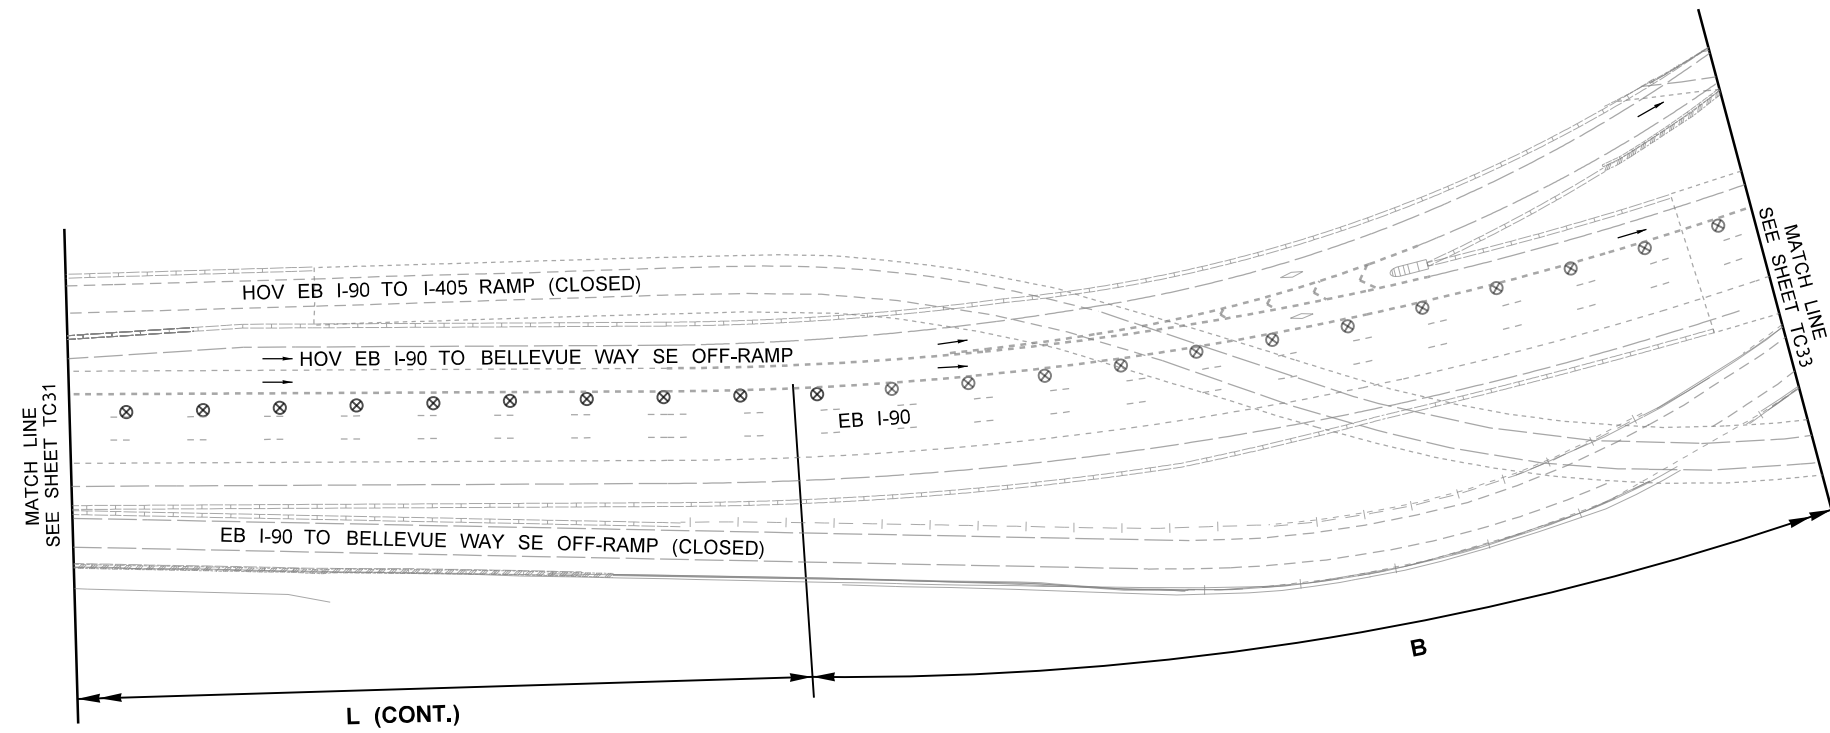 MATCH LINE
SEE SHEET TC31
HOV EB I-90 TO I-405 RAMP (CLOSED)
HOV EB I-90 TO BELLEVUE WAY SE OFF-RAMP
EB I-90
EB I-90 TO BELLEVUE WAY SE OFF-RAMP (CLOSED)
MATCH LINE
SEE SHEET TC33
L (CONT.)
B